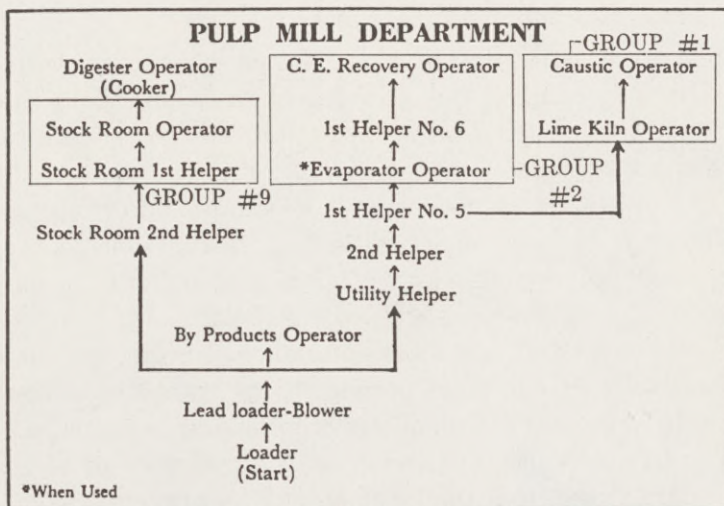 PULP MILL DEPARTMENT
GROUP #1
Digester Operator
(Cooker)
C. E. Recovery Operator
Caustic Operator
Stock Room Operator
1st Helper No. 6
Lime Kiln Operator
Stock Room 1st Helper
*Evaporator Operator
GROUP
#2
GROUP #9
1st Helper No. 5
Stock Room 2nd Helper
2nd Helper
Utility Helper
By Products Operator
Lead loader-Blower
Loader
(Start)
*When Used